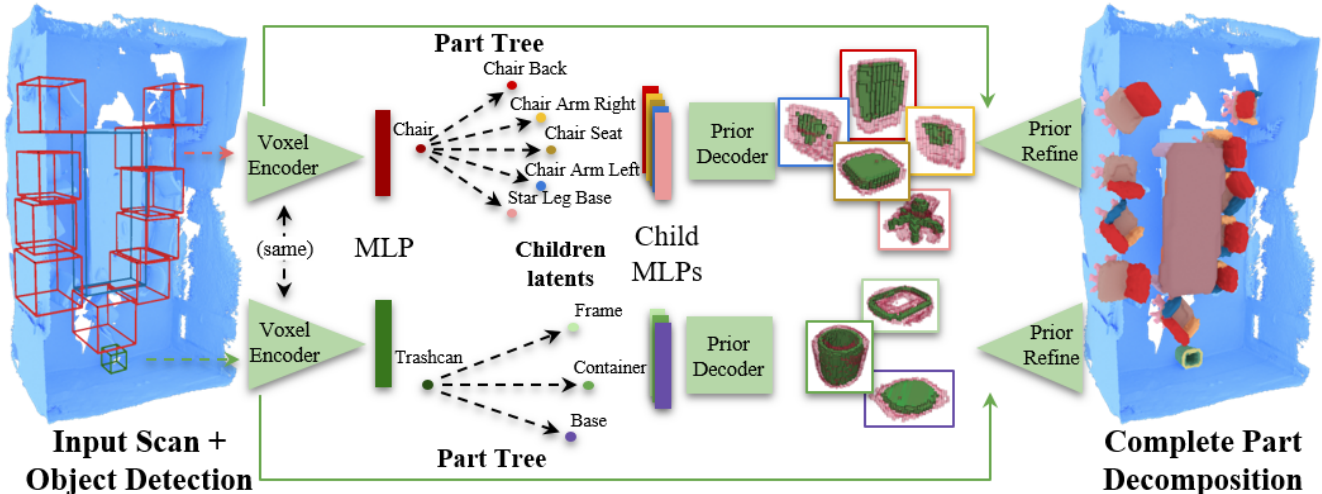 Part Tree
Chair Back
Chair Arm Right
Chair
Chair Seat
Chair Arm Left
Star Leg Base
Voxel
Encoder
MLP
Children
latents
Child
MLPs
Prior
Decoder
Prior
Refine
(same)
Voxel
Encoder
Trashcan
Frame
Container
Base
Part Tree
Prior
Decoder
Prior
Refine
Input Scan +
Object Detection
Complete Part
Decomposition